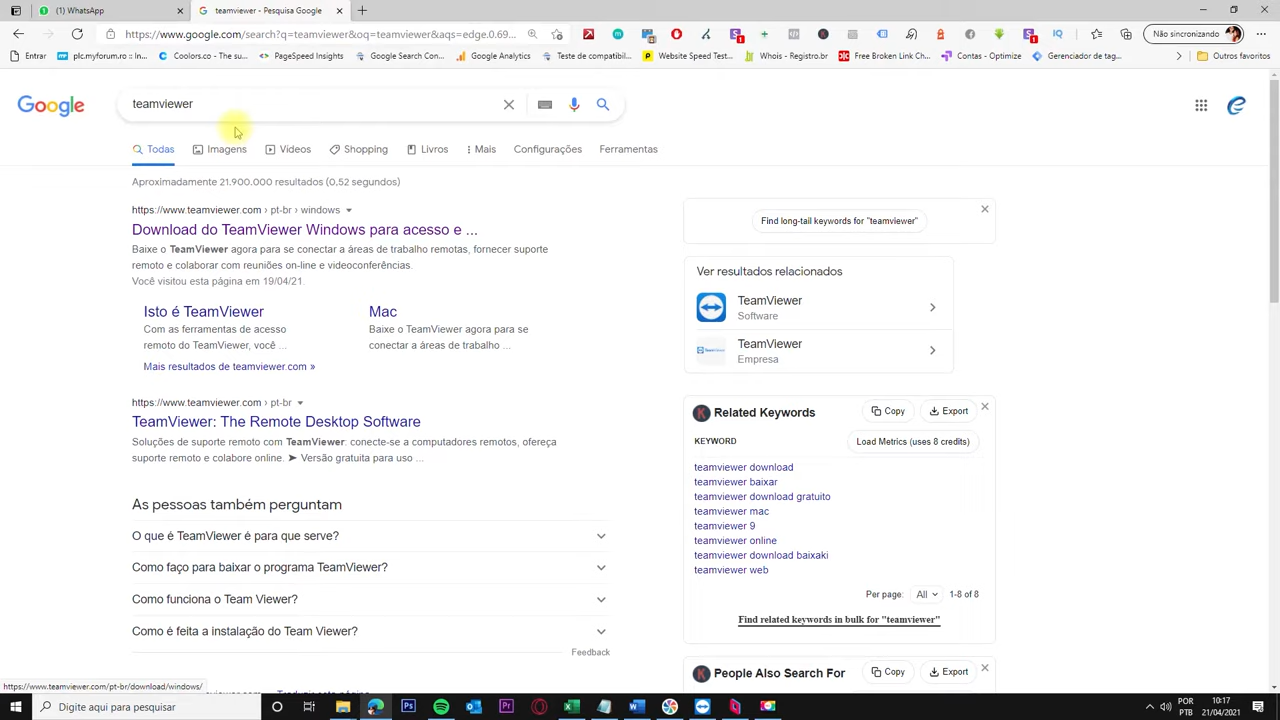 (1) WhatsApp
teamviewer - Pesquisa Google
https://www.google.com/search?q=teamviewer&oq=teamviewer&aqs=edge.0.69...
Não sincronizando
Entrar
plc.myforum.ro |...
Coolors.co - The su...
PageSpeed Insights
Google Search Con...
Google Analytics
Teste de compatibil...
Website Speed Test...
Whois - Registro.br
Free Broken Link C...
Contas - Optimize
Gerenciador de tag...
Outros favoritos
Google
teamviewer
Todas
Imagens
Vídeos
Shopping
Livros
Mais
Configurações
Ferramentas
Aproximadamente 21.900.000 resultados (0,52 segundos)
https://www.teamviewer.com › pt-br › windows
Download do TeamViewer Windows para acesso e ...
Baixe o TeamViewer agora para se conectar a áreas de trabalho remotas, fornecer suporte
remoto e colaborar com reuniões on-line e videoconferências.
Você visitou esta página em 19/04/21.
Isto é TeamViewer
Com as ferramentas de acesso
remoto do TeamViewer, você ...
Mac
Baixe o TeamViewer agora para se
conectar a áreas de trabalho ...
Mais resultados de teamviewer.com »
https://www.teamviewer.com › pt-br
TeamViewer: The Remote Desktop Software
Soluções de suporte remoto com TeamViewer: conecte-se a computadores remotos, ofereça
suporte remoto e colabore online. ➤ Versão gratuita para uso ...
As pessoas também perguntam
O que é TeamViewer é para que serve?
Como faço para baixar o programa TeamViewer?
Como funciona o Team Viewer?
Como é feita a instalação do Team Viewer?
Feedback
Find long-tail keywords for "teamviewer"
Ver resultados relacionados
TeamViewer
Software
TeamViewer
Empresa
Related Keywords
Copy
Export
KEYWORD
Load Metrics (uses 8 credits)
teamviewer download
teamviewer baixar
teamviewer download gratuito
teamviewer mac
teamviewer 9
teamviewer online
teamviewer download baixaki
teamviewer web
Per page:
All
1-8 of 8
Find related keywords in bulk for "teamviewer"
People Also Search For
Copy
Export
https://www.teamviewer.com/pt-br/download/windows/
Digite aqui para pesquisar
POR
PTB
10:17
21/04/2021